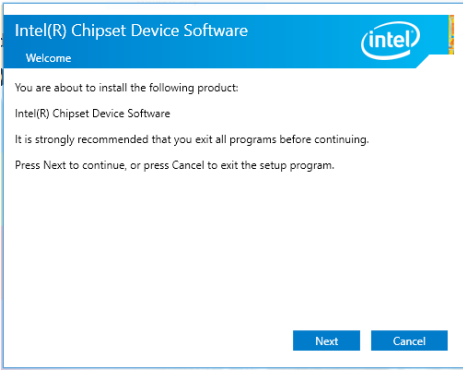 Intel(R) Chipset Device Software
intel
Welcome
You are about to install the following product:
Intel(R) Chipset Device Software
It is strongly recommended that you exit all programs before continuing.
Press Next to continue, or press Cancel to exit the setup program.
Next
Cancel